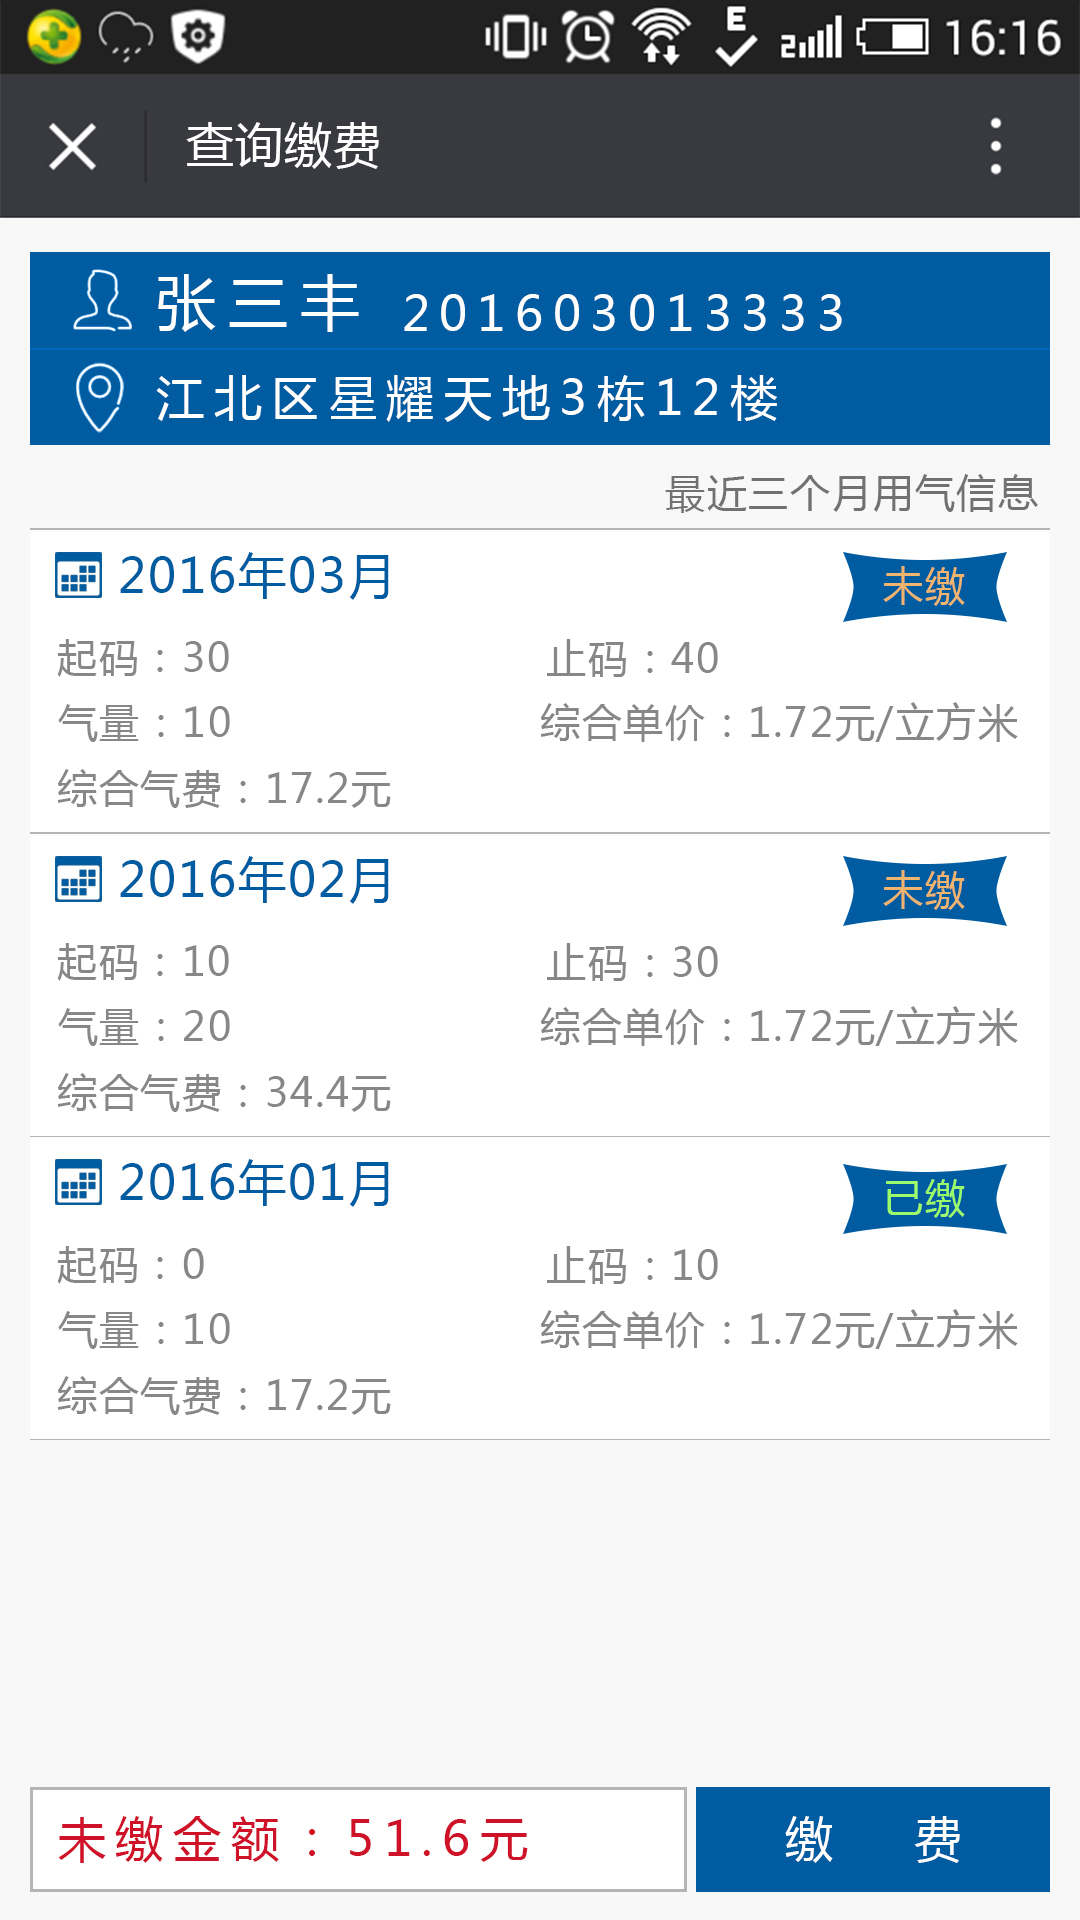 E 2 16:16
查询缴费
张三丰 201603013333
江北区星耀天地3栋12楼
最近三个月用气信息
2016年03月 未缴
起码：30 止码：40
气量：10 综合单价：1.72元/立方米
综合气费：17.2元
2016年02月 未缴
起码：10 止码：30
气量：20 综合单价：1.72元/立方米
综合气费：34.4元
2016年01月 已缴
起码：0 止码：10
气量：10 综合单价：1.72元/立方米
综合气费：17.2元
未缴金额：51.6元 缴 费